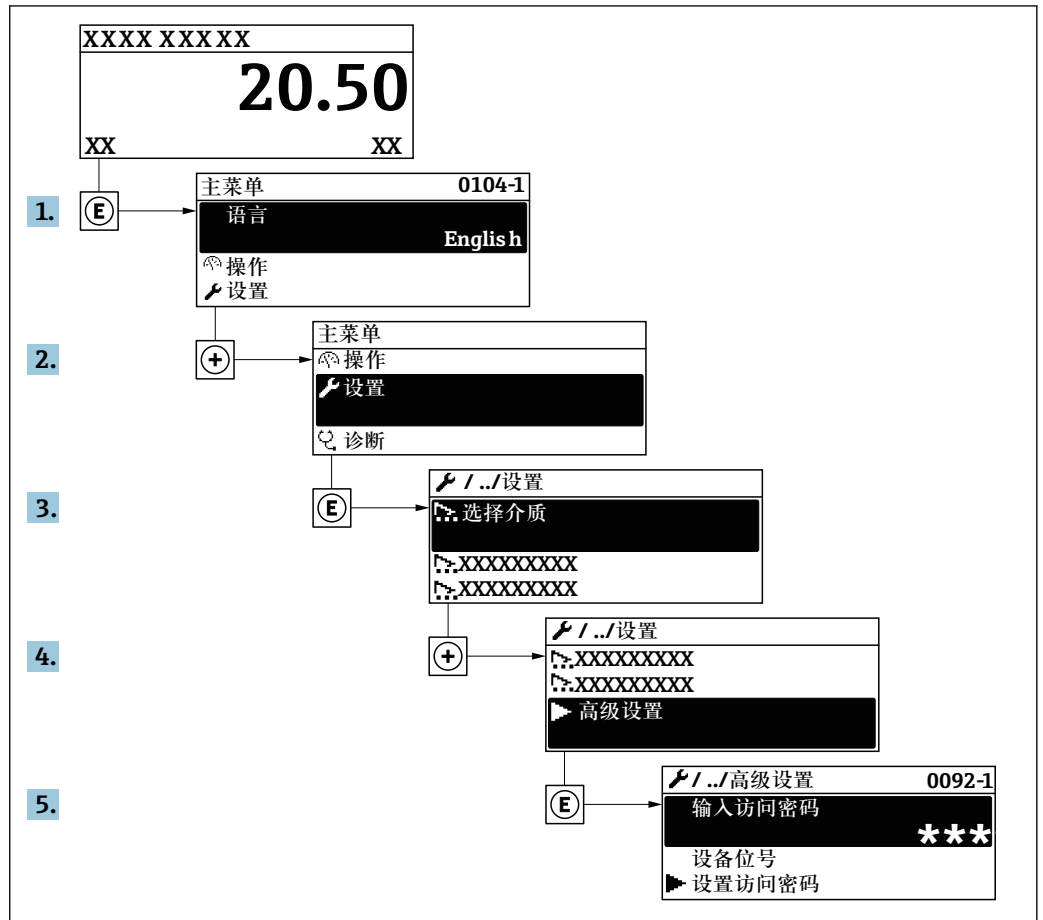 XXXX XXXXX
20.50
XX XX
1. E
主菜单 0104-1
语言
English
操作
设置
2. +
主菜单
操作
设置
诊断
3. E
/ ../设置
选择介质
XXXXXXXXX
XXXXXXXXX
4. +
/ ../设置
XXXXXXXXX
XXXXXXXXX
高级设置
5. E
/ ../高级设置 0092-1
输入访问密码
***
设备位号
设置访问密码